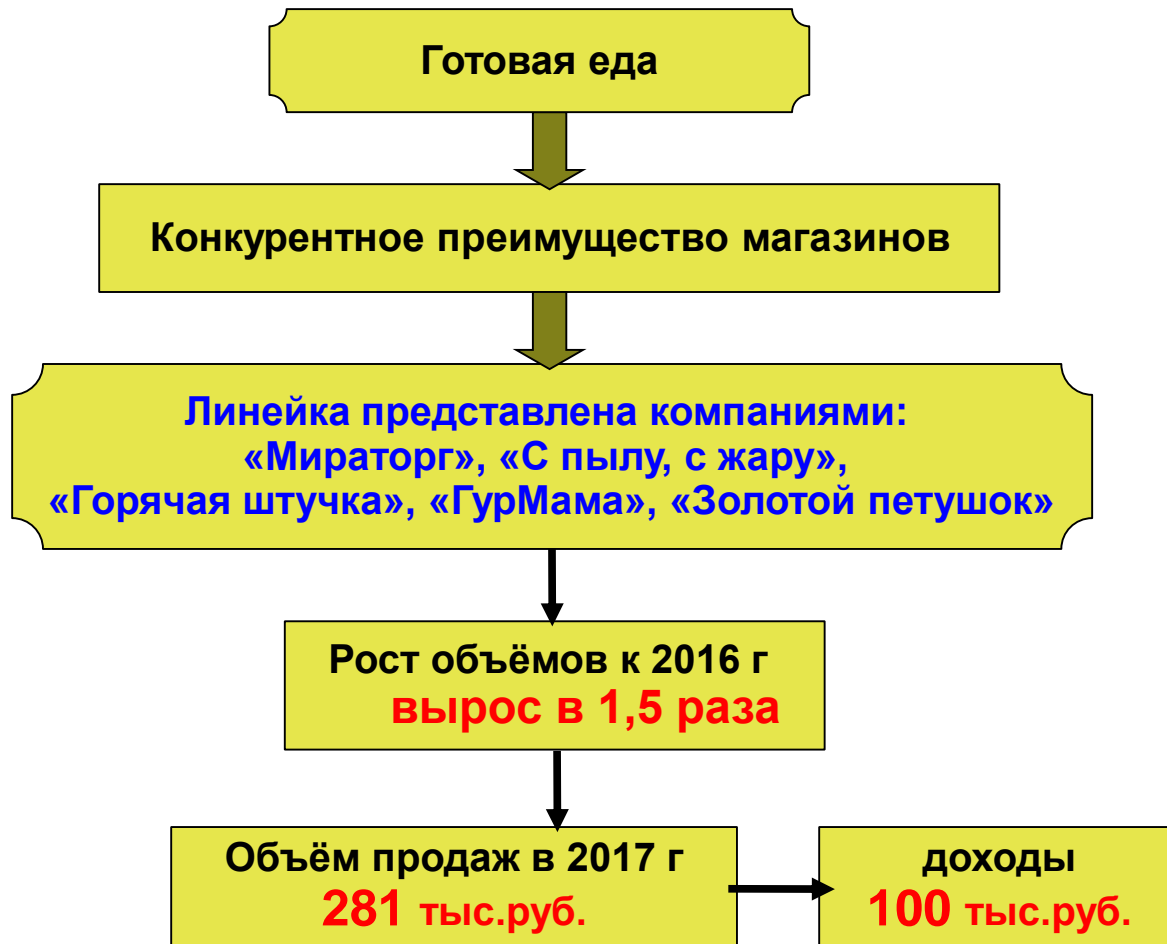 Готовая еда
Конкурентное преимущество магазинов
Линейка представлена компаниями:
«Мираторг», «С пылу, с жару»,
«Горячая штучка», «ГурМама», «Золотой петушок»
Рост объёмов к 2016 г
вырос в 1,5 раза
Объём продаж в 2017 г
281 тыс.руб.
доходы
100 тыс.руб.